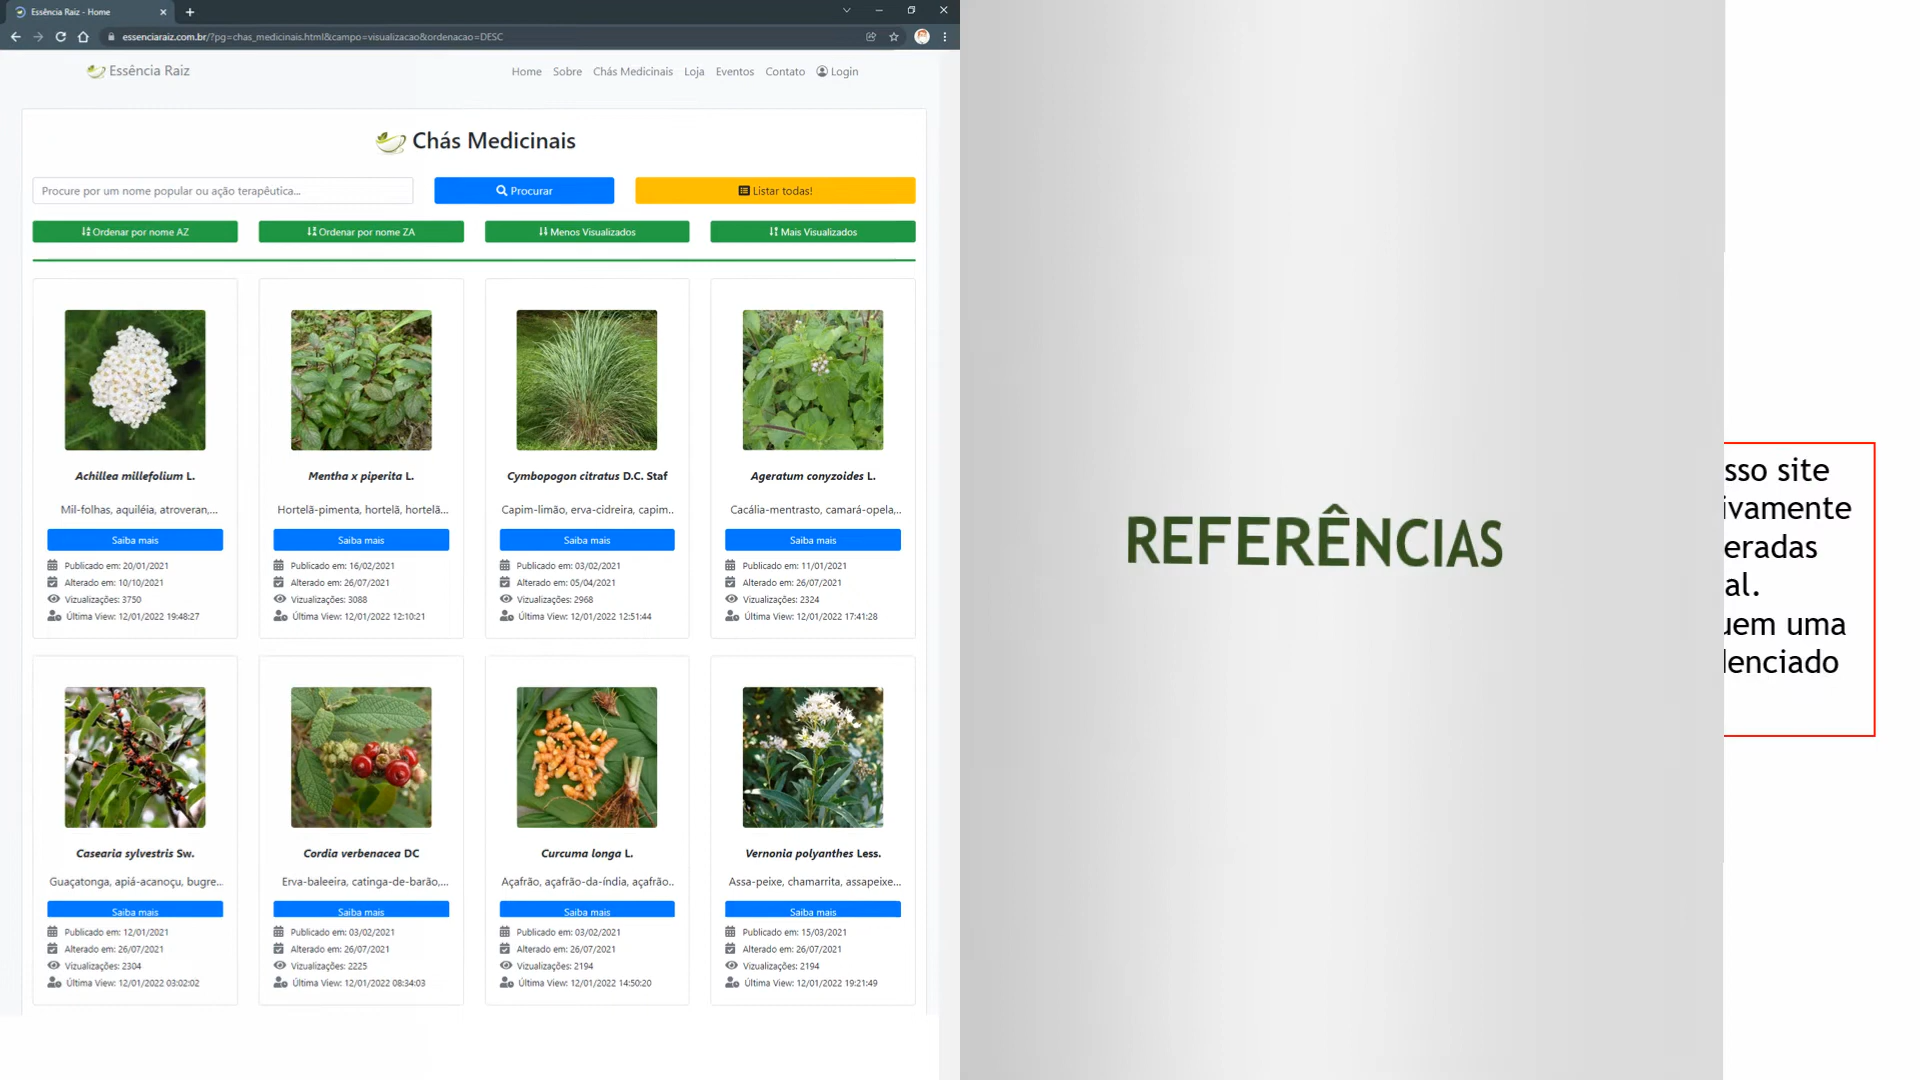 Essência Raiz - Home
essenciaraiz.com.br/?pg=chas_medicinais.html&campo=visualizacao&ordenacao=DESC
Essência Raiz
Home Sobre Chás Medicinais Loja Eventos Contato Login
Chás Medicinais
Procure por um nome popular ou ação terapêutica...
Procurar
Listar todas!
Ordenar por nome AZ
Ordenar por nome ZA
Menos Visualizados
Mais Visualizados
Achillea millefolium L.
Mil-folhas, aquiléia, atroveran,...
Saiba mais
Publicado em: 20/01/2021
Alterado em: 10/10/2021
Vizualizações: 3750
Última View: 12/01/2022 19:48:27
Mentha x piperita L.
Hortelã-pimenta, hortelã, hortelã...
Saiba mais
Publicado em: 16/02/2021
Alterado em: 26/07/2021
Vizualizações: 3088
Última View: 12/01/2022 12:10:21
Cymbopogon citratus D.C. Staf
Capim-limão, erva-cidreira, capim..
Saiba mais
Publicado em: 03/02/2021
Alterado em: 05/04/2021
Vizualizações: 2968
Última View: 12/01/2022 12:51:44
Ageratum conyzoides L.
Cacália-mentrasto, camará-opela,..
Saiba mais
Publicado em: 11/01/2021
Alterado em: 26/07/2021
Vizualizações: 2324
Última View: 12/01/2022 17:41:28
Casearia sylvestris Sw.
Guaçatonga, apiá-acanoçu, bugre...
Saiba mais
Publicado em: 12/01/2021
Alterado em: 26/07/2021
Vizualizações: 2304
Última View: 12/01/2022 03:02:02
Cordia verbenacea DC
Erva-baleeira, catinga-de-barão,...
Saiba mais
Publicado em: 03/02/2021
Alterado em: 26/07/2021
Vizualizações: 2225
Última View: 12/01/2022 08:34:03
Curcuma longa L.
Açafrão, açafrão-da-índia, açafrão..
Saiba mais
Publicado em: 03/02/2021
Alterado em: 26/07/2021
Vizualizações: 2194
Última View: 12/01/2022 14:50:20
Vernonia polyanthes Less.
Assa-peixe, chamarrita, assapeixe...
Saiba mais
Publicado em: 15/03/2021
Alterado em: 26/07/2021
Vizualizações: 2194
Última View: 12/01/2022 19:21:49
REFERÊNCIAS
sso site
ivamente
eradas
al.
uem uma
denciado